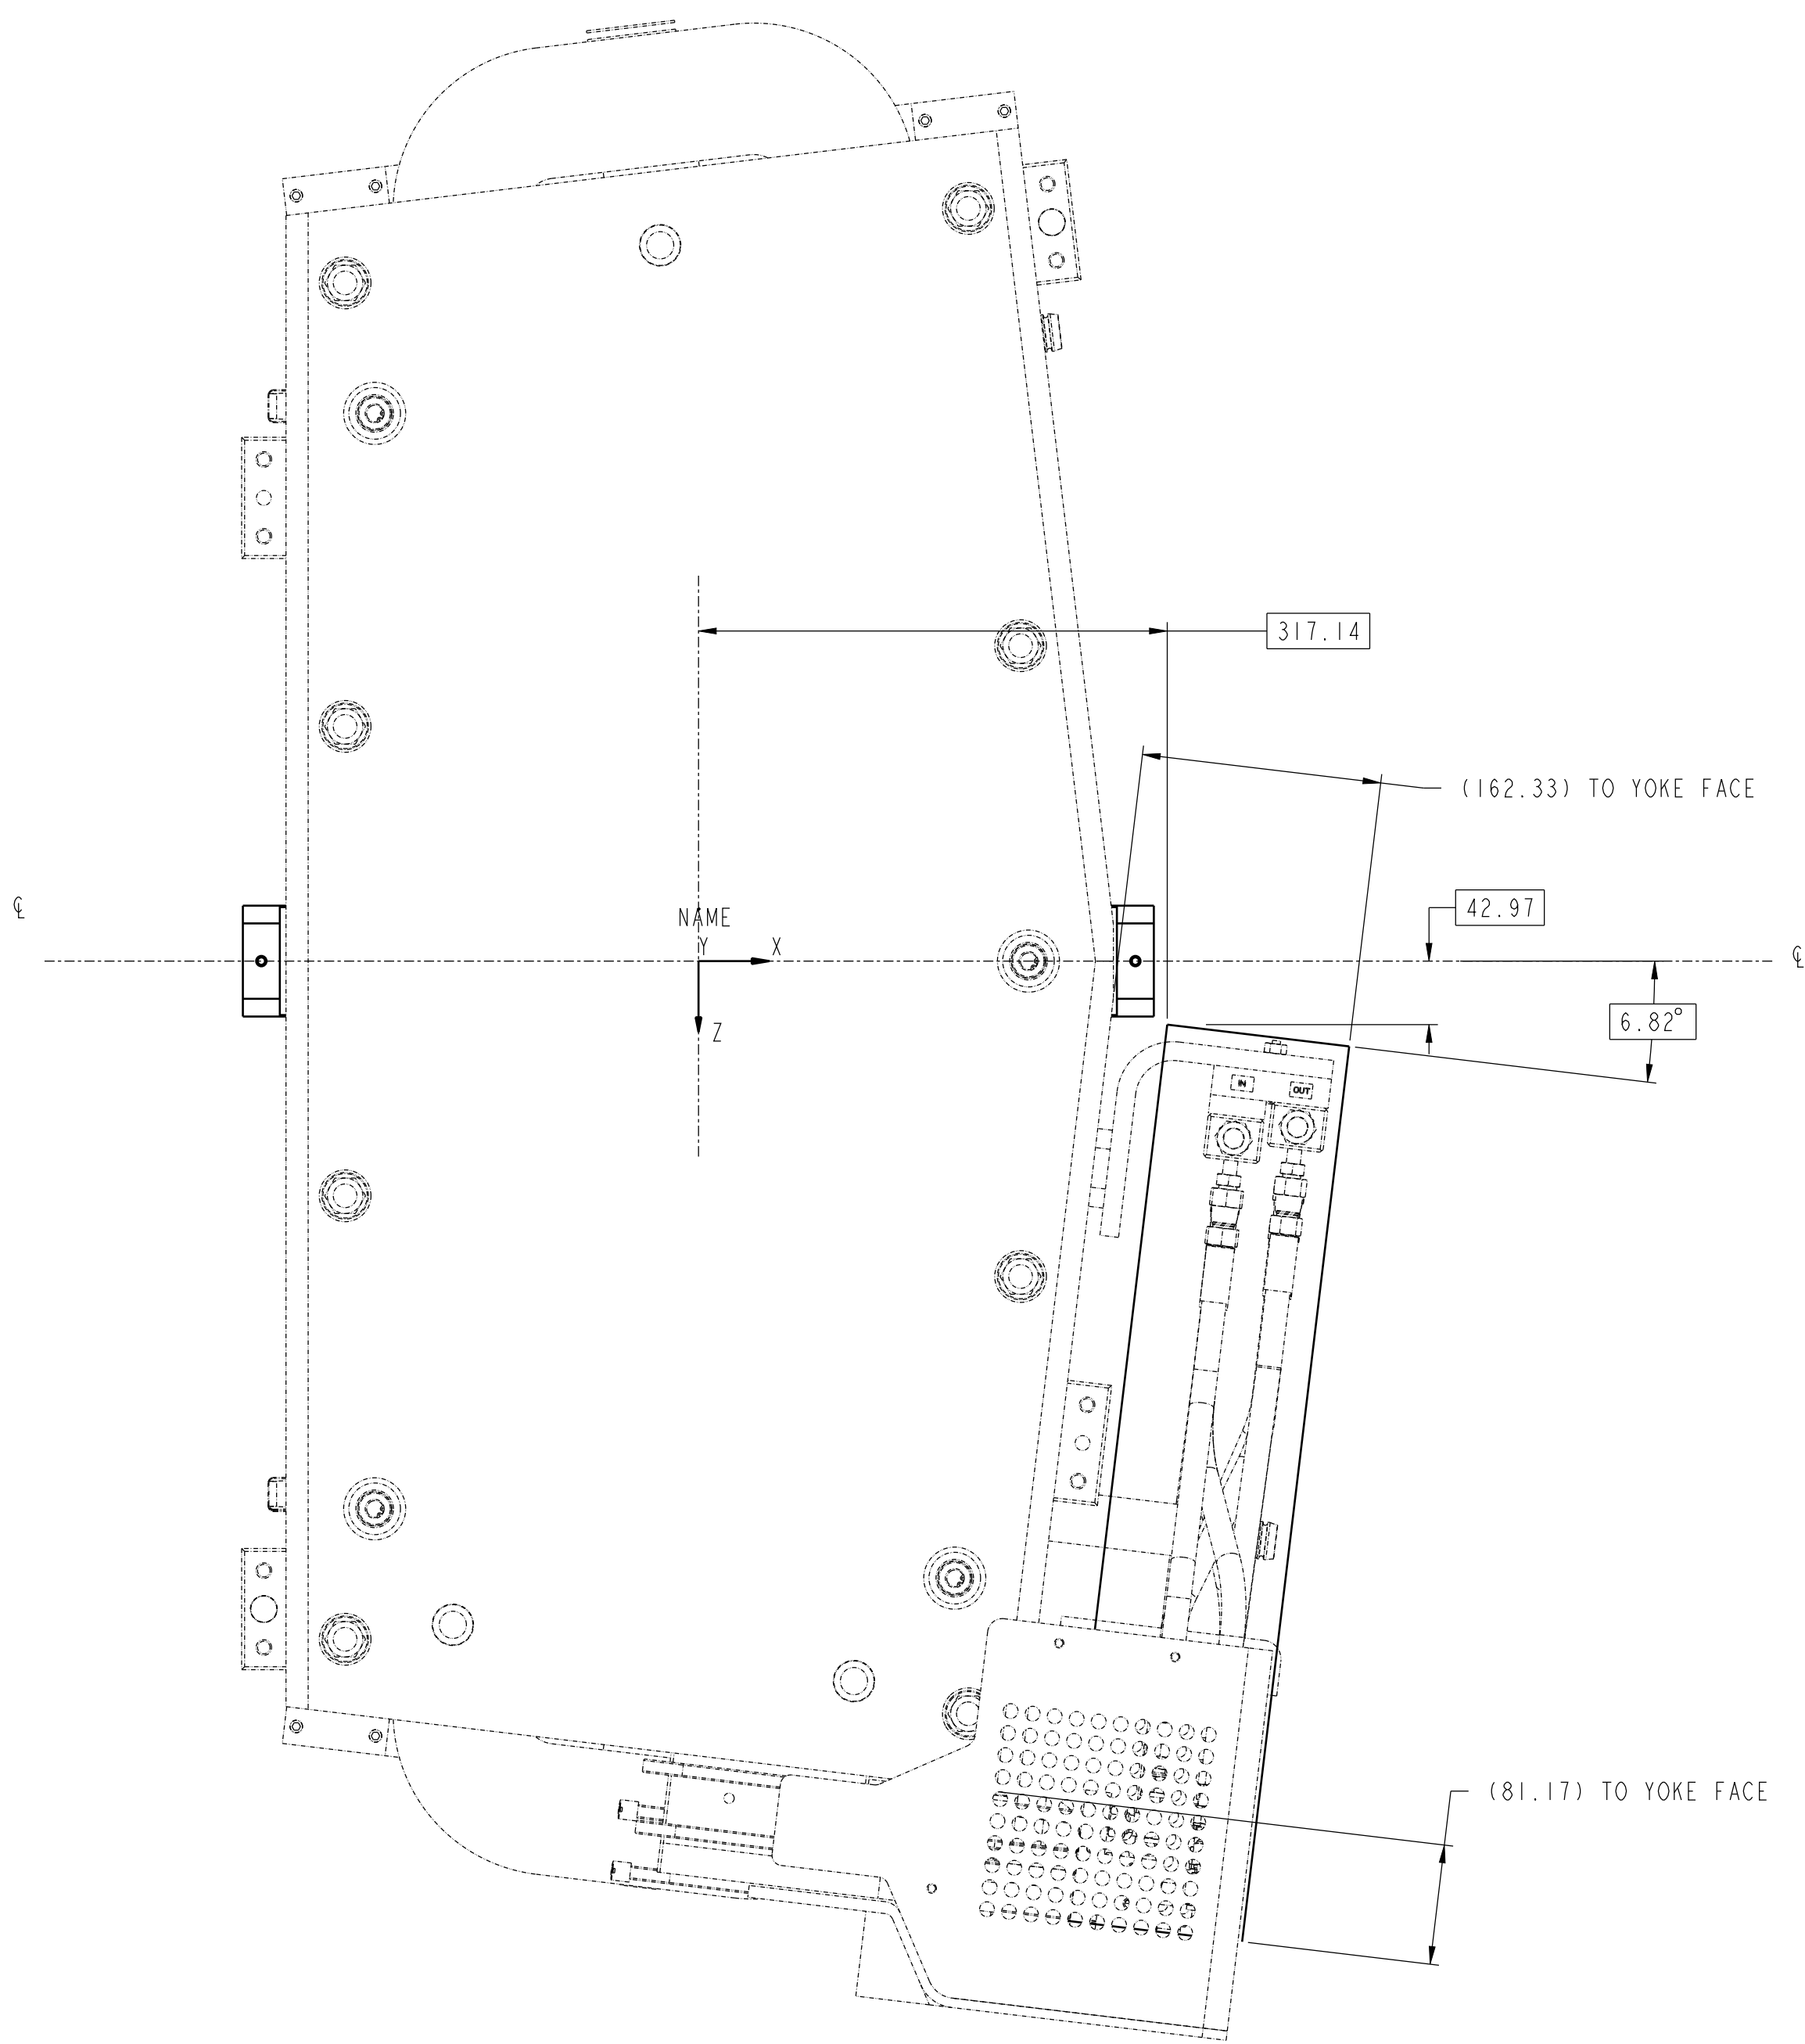 317.14
(162.33) TO YOKE FACE
42.97
℄
NAME
Y
X
℄
6.82°
Z
IN
OUT
(81.17) TO YOKE FACE